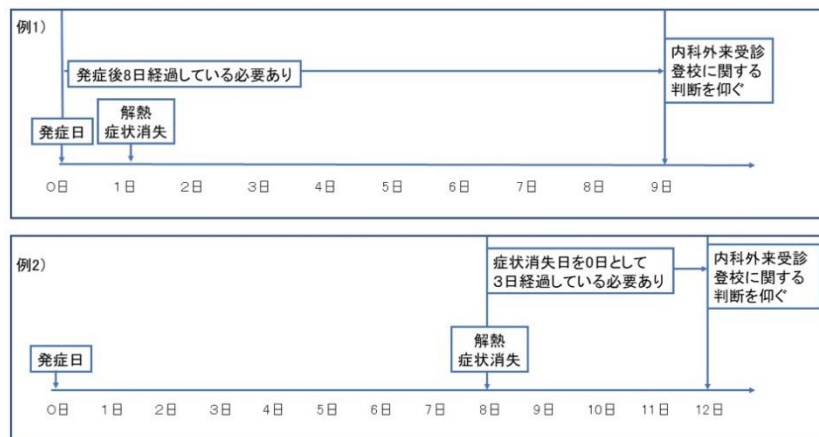 例1)
発症後8日経過している必要あり
内科外来受診
登校に関する
判断を仰ぐ
発症日
解熱
症状消失
0日 1日 2日 3日 4日 5日 6日 7日 8日 9日
例2)
症状消失日を0日として
3日経過している必要あり
内科外来受診
登校に関する
判断を仰ぐ
解熱
症状消失
発症日
0日 1日 2日 3日 4日 5日 6日 7日 8日 9日 10日 11日 12日